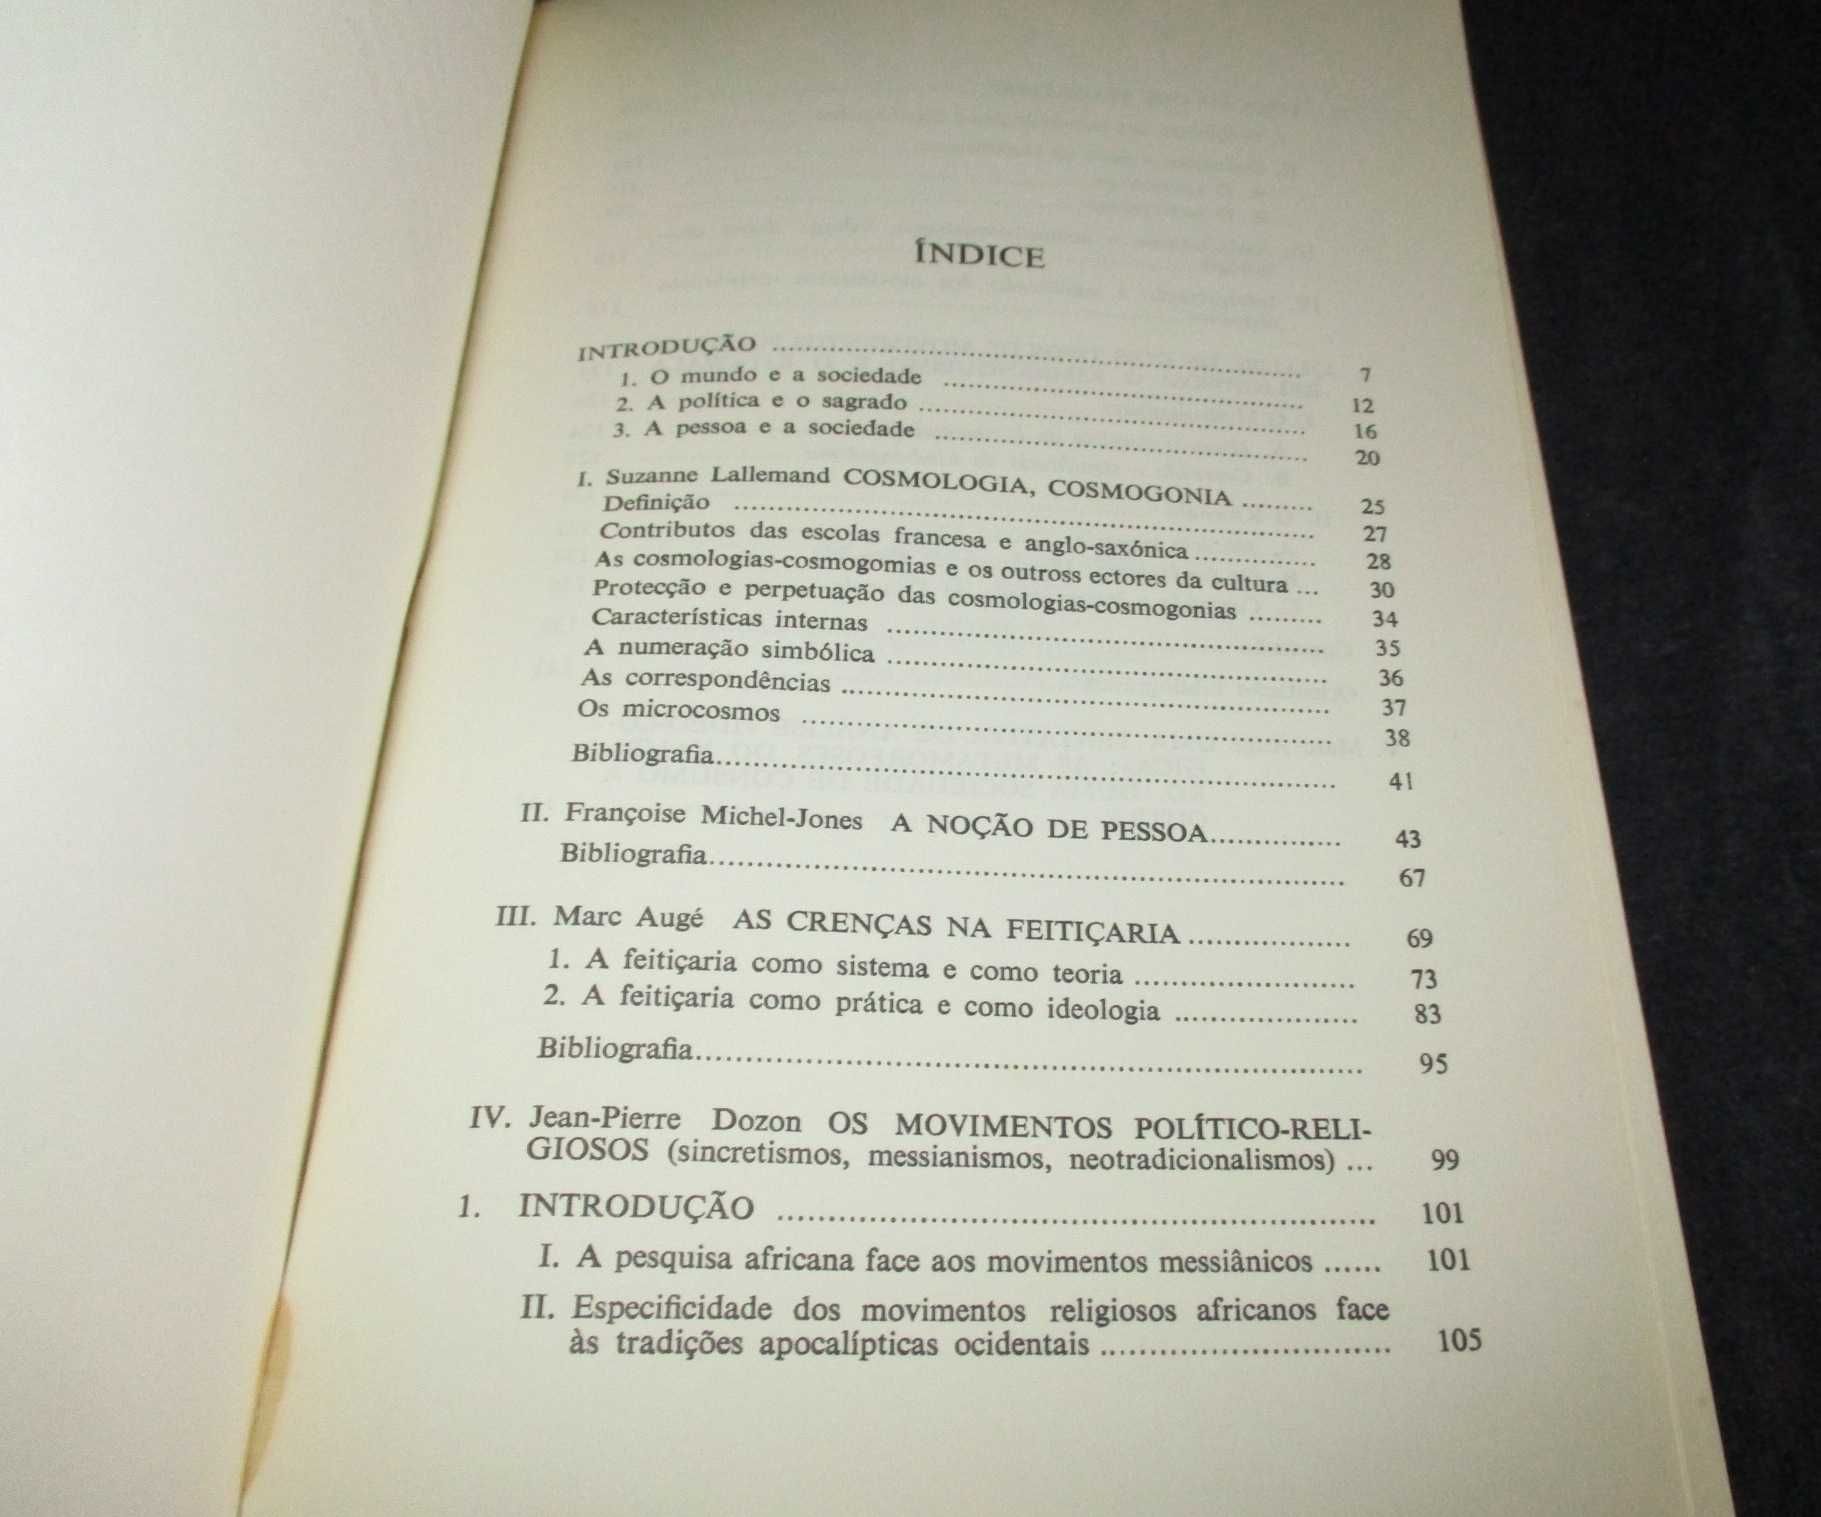 ÍNDICE
INTRODUÇÃO ........ 7
1. O mundo e a sociedade ........ 12
2. A política e o sagrado ........ 16
3. A pessoa e a sociedade ........ 20
I. Suzanne Lallemand COSMOLOGIA, COSMOGONIA ........ 25
Definição ........ 27
Contributos das escolas francesa e anglo-saxónica ........ 28
As cosmologias-cosmogomias e os outross ectores da cultura ... 30
Protecção e perpetuação das cosmologias-cosmogonias ........ 34
Características internas ........ 35
A numeração simbólica ........ 36
As correspondências ........ 37
Os microcosmos ........ 38
Bibliografia ........ 41
II. Françoise Michel-Jones A NOÇÃO DE PESSOA ........ 43
Bibliografia ........ 67
III. Marc Augé AS CRENÇAS NA FEITIÇARIA ........ 69
1. A feitiçaria como sistema e como teoria ........ 73
2. A feitiçaria como prática e como ideologia ........ 83
Bibliografia ........ 95
IV. Jean-Pierre Dozon OS MOVIMENTOS POLÍTICO-RELI-
GIOSOS (sincretismos, messianismos, neotradicionalismos) ... 99
1. INTRODUÇÃO ........ 101
I. A pesquisa africana face aos movimentos messiânicos ...... 101
II. Especificidade dos movimentos religiosos africanos face
às tradições apocalípticas ocidentais ........ 105